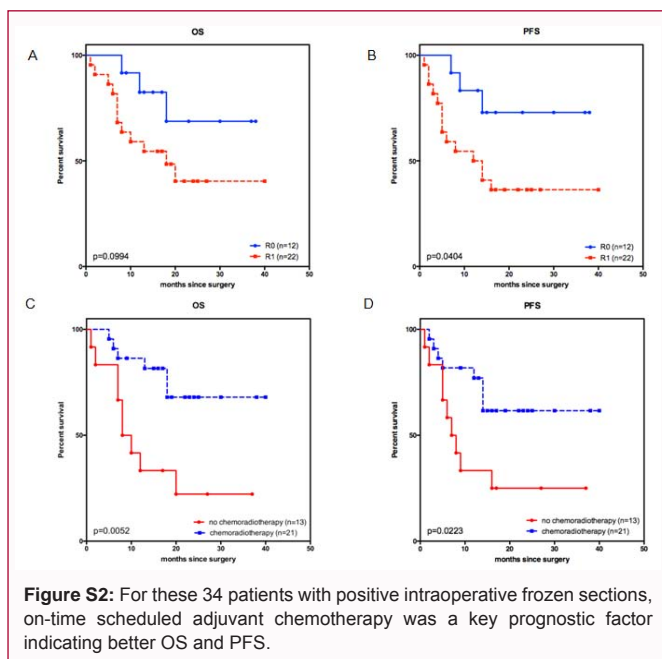 A
OS
Percent survival
100
50
0
0 10 20 30 40 50
months since surgery
p=0.0994
R0 (n=12)
R1 (n=22)
B
PFS
Percent survival
100
50
0
0 10 20 30 40 50
months since surgery
p=0.0404
R0 (n=12)
R1 (n=22)
C
OS
Percent survival
100
50
0
0 10 20 30 40 50
months since surgery
p=0.0052
no chemoradiotherapy (n=13)
chemoradiotherapy (n=21)
D
PFS
Percent survival
100
50
0
0 10 20 30 40 50
months since surgery
p=0.0223
no chemoradiotherapy (n=13)
chemoradiotherapy (n=21)
Figure S2: For these 34 patients with positive intraoperative frozen sections,
on-time scheduled adjuvant chemotherapy was a key prognostic factor
indicating better OS and PFS.